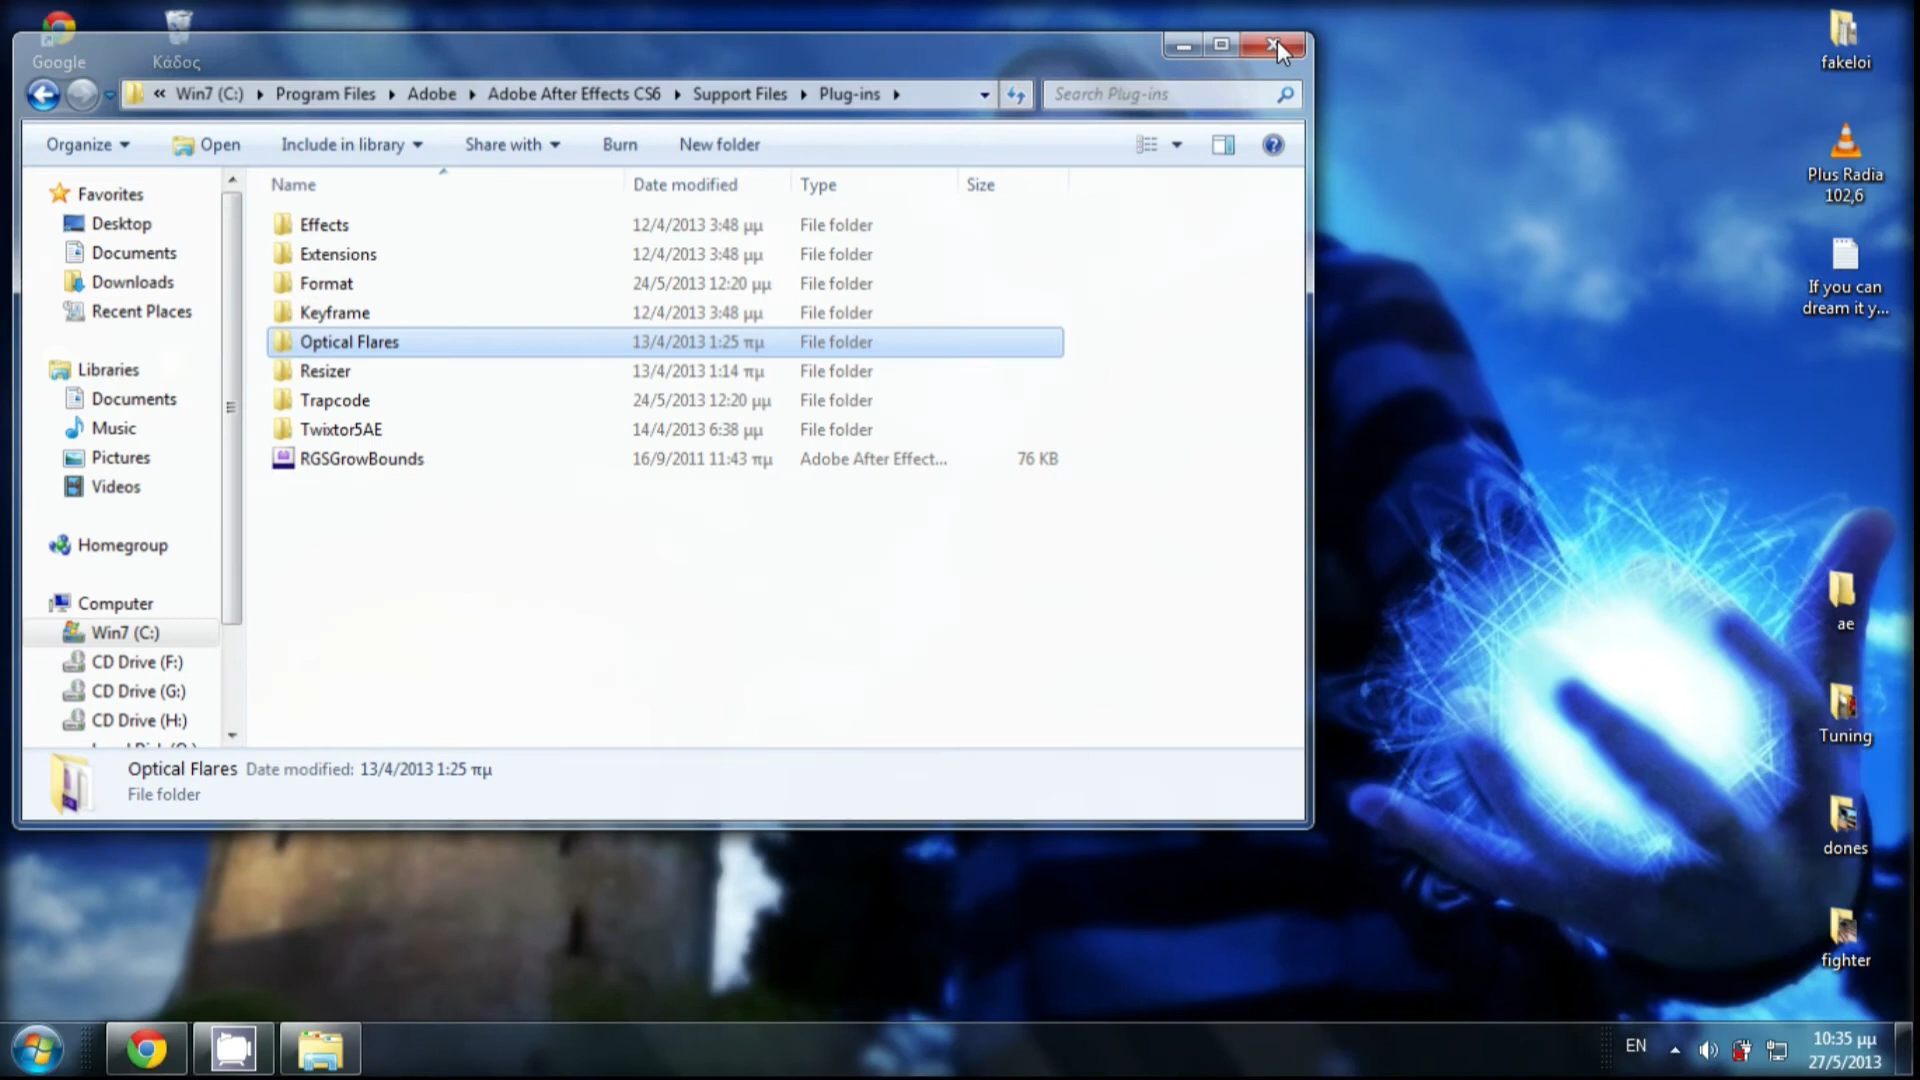 Google
Κάδος
« Win7 (C:) Program Files Adobe Adobe After Effects CS6 Support Files Plug-ins
Search Plug-ins
Organize Open Include in library Share with Burn New folder
Favorites
Desktop
Documents
Downloads
Recent Places
Libraries
Documents
Music
Pictures
Videos
Homegroup
Computer
Win7 (C:)
CD Drive (F:)
CD Drive (G:)
CD Drive (H:)
Name Date modified Type Size
Effects 12/4/2013 3:48 μμ File folder
Extensions 12/4/2013 3:48 μμ File folder
Format 24/5/2013 12:20 μμ File folder
Keyframe 12/4/2013 3:48 μμ File folder
Optical Flares 13/4/2013 1:25 πμ File folder
Resizer 13/4/2013 1:14 πμ File folder
Trapcode 24/5/2013 12:20 μμ File folder
Twixtor5AE 14/4/2013 6:38 μμ File folder
RGSGrowBounds 16/9/2011 11:43 πμ Adobe After Effect... 76 KB
Optical Flares Date modified: 13/4/2013 1:25 πμ
File folder
fakeloi
Plus Radia
102,6
If you can
dream it y...
ae
Tuning
dones
fighter
EN
10:35 μμ
27/5/2013